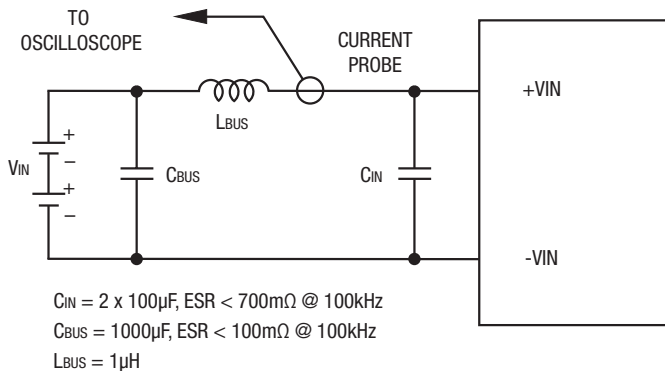 TO
OSCILLOSCOPE
CURRENT
PROBE
+VIN
LBUS
+
VIN
–
+
–
CBUS
CIN
-VIN
CIN = 2 x 100µF, ESR < 700mΩ @ 100kHz
CBUS = 1000µF, ESR < 100mΩ @ 100kHz
LBUS = 1µH